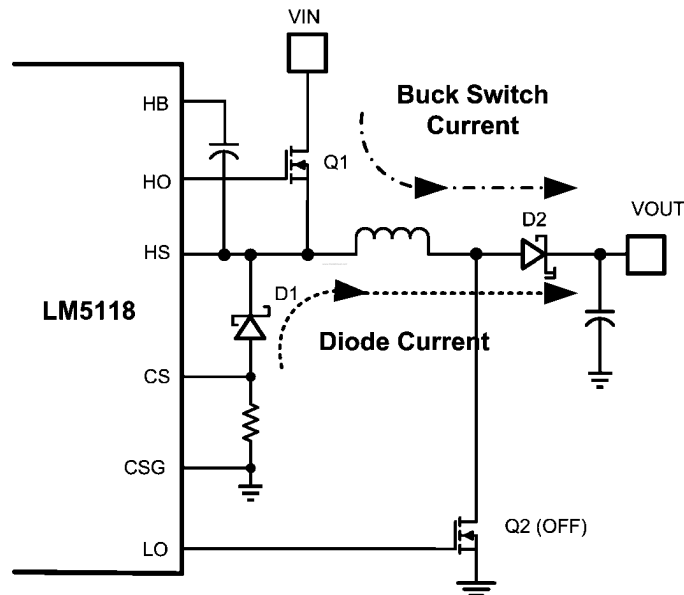 VIN
HB
Buck Switch
Current
Q1
HO
D2
VOUT
HS
D1
LM5118
Diode Current
CS
CSG
Q2 (OFF)
LO